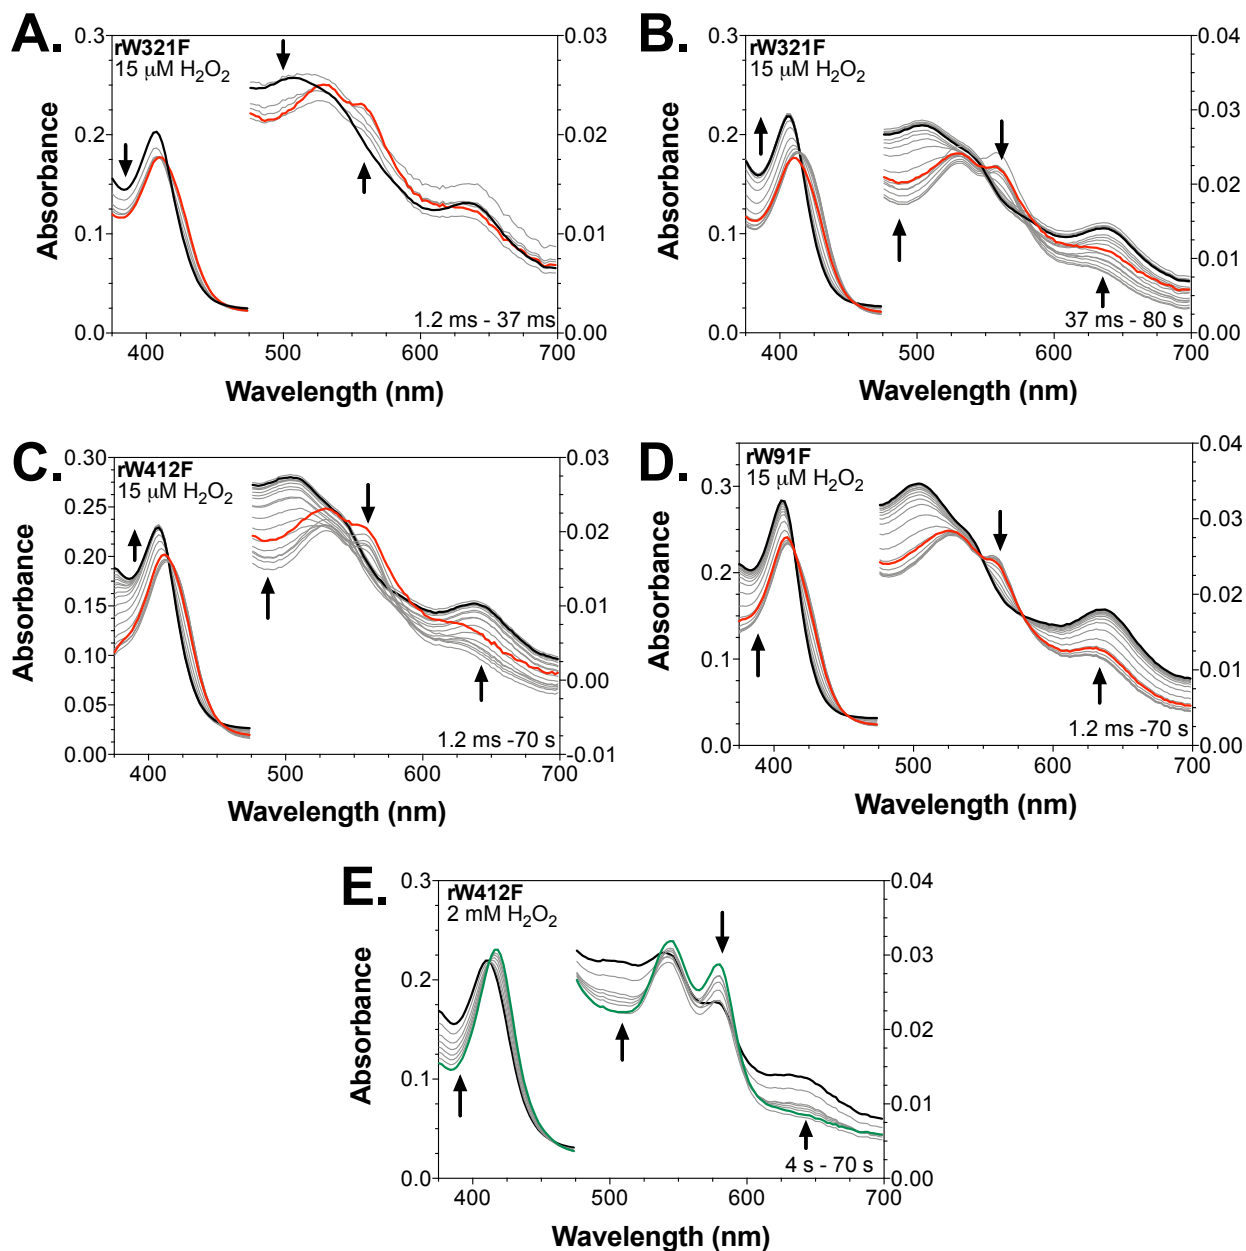 A.
rW321F
15 μM H₂O₂
0.3
0.2
0.1
0.0
0.03
0.02
0.01
0.00
Absorbance
1.2 ms - 37 ms
400 500 600 700
Wavelength (nm)
B.
rW321F
15 μM H₂O₂
0.3
0.2
0.1
0.0
0.04
0.03
0.02
0.01
0.00
Absorbance
37 ms - 80 s
400 500 600 700
Wavelength (nm)
C.
rW412F
15 μM H₂O₂
0.30
0.25
0.20
0.15
0.10
0.05
0.00
0.03
0.02
0.01
0.00
-0.01
Absorbance
1.2 ms -70 s
400 500 600 700
Wavelength (nm)
D.
rW91F
15 μM H₂O₂
0.3
0.2
0.1
0.0
0.04
0.03
0.02
0.01
0.00
Absorbance
1.2 ms -70 s
400 500 600 700
Wavelength (nm)
E.
rW412F
2 mM H₂O₂
0.3
0.2
0.1
0.0
0.04
0.03
0.02
0.01
0.00
Absorbance
4 s - 70 s
400 500 600 700
Wavelength (nm)